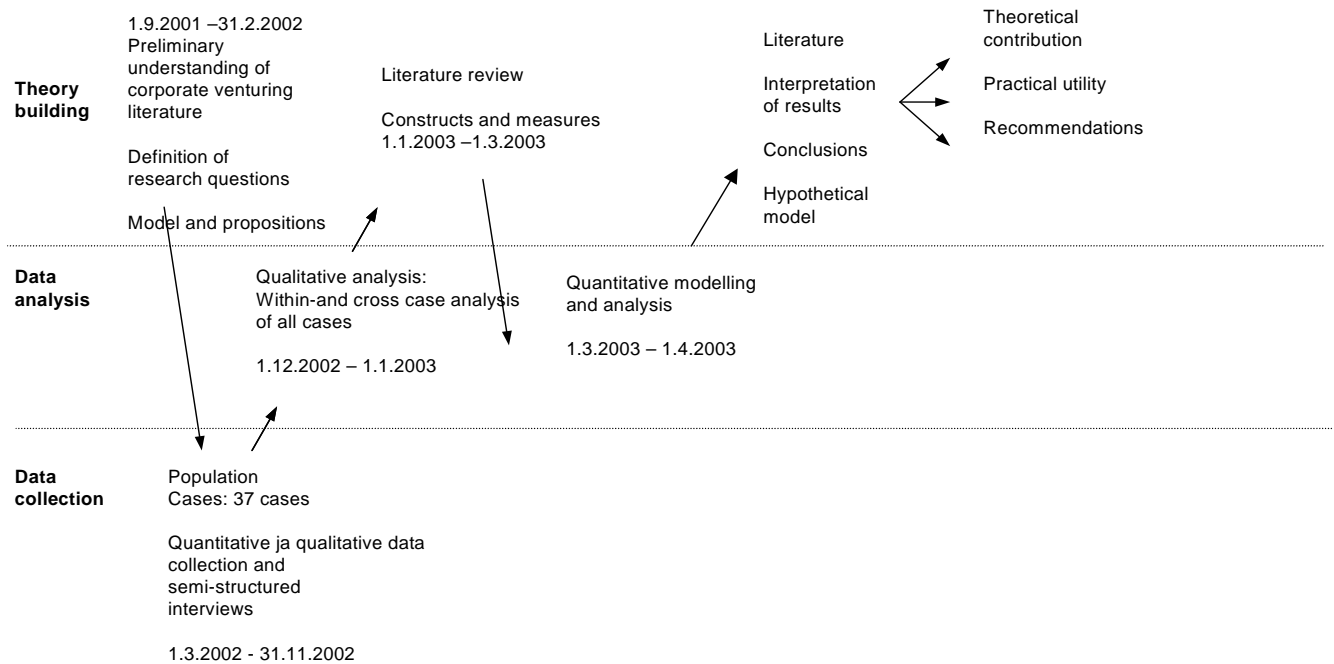 Theory
building
1.9.2001 –31.2.2002
Preliminary
understanding of
corporate venturing
literature
Definition of
research questions
Model and propositions
Literature review
Constructs and measures
1.1.2003 –1.3.2003
Literature
Interpretation
of results
Conclusions
Hypothetical
model
Theoretical
contribution
Practical utility
Recommendations
Data
analysis
Qualitative analysis:
Within-and cross case analysis
of all cases
1.12.2002 – 1.1.2003
Quantitative modelling
and analysis
1.3.2003 – 1.4.2003
Data
collection
Population
Cases: 37 cases
Quantitative ja qualitative data
collection and
semi-structured
interviews
1.3.2002 - 31.11.2002